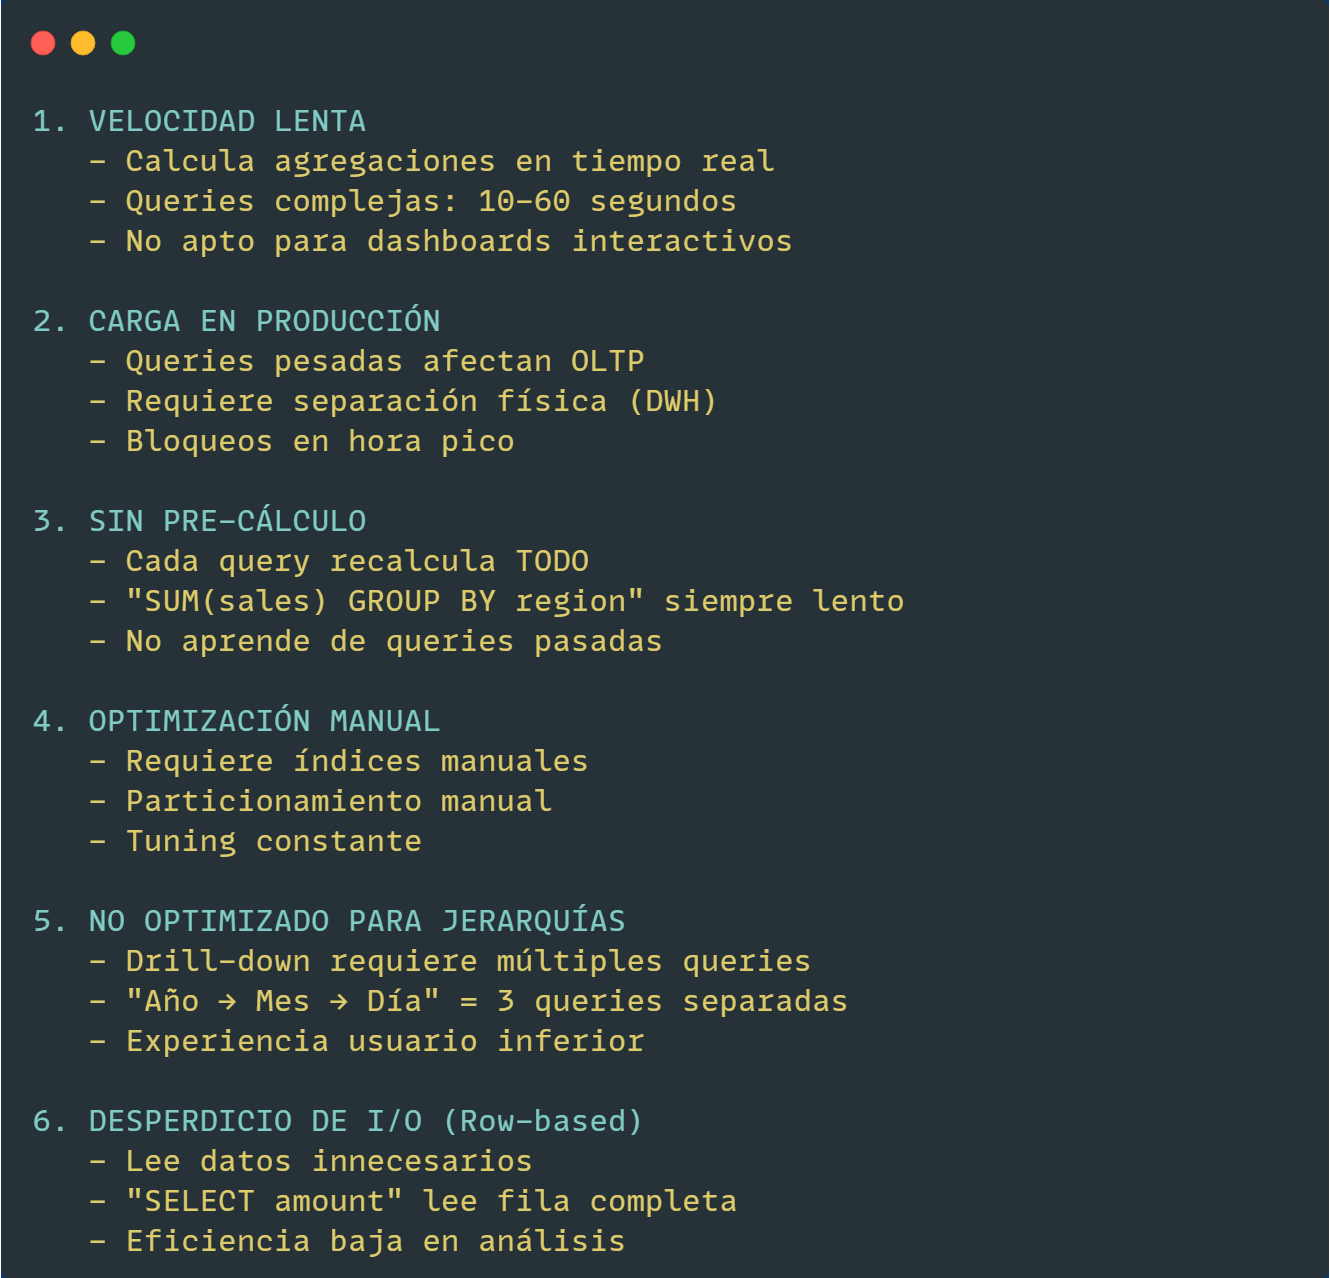 1. VELOCIDAD LENTA
- Calcula agregaciones en tiempo real
- Queries complejas: 10-60 segundos
- No apto para dashboards interactivos
2. CARGA EN PRODUCCIÓN
- Queries pesadas afectan OLTP
- Requiere separación física (DWH)
- Bloqueos en hora pico
3. SIN PRE-CÁLCULO
- Cada query recalcula TODO
- "SUM(sales) GROUP BY region" siempre lento
- No aprende de queries pasadas
4. OPTIMIZACIÓN MANUAL
- Requiere índices manuales
- Particionamiento manual
- Tuning constante
5. NO OPTIMIZADO PARA JERARQUÍAS
- Drill-down requiere múltiples queries
- "Año → Mes → Día" = 3 queries separadas
- Experiencia usuario inferior
6. DESPERDICIO DE I/O (Row-based)
- Lee datos innecesarios
- "SELECT amount" lee fila completa
- Eficiencia baja en análisis